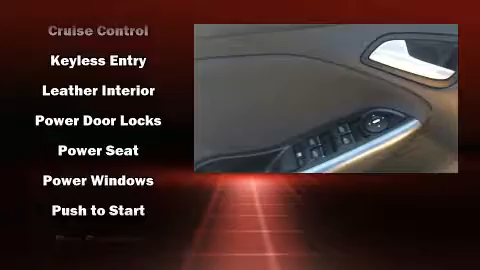 Cruise Control
Keyless Entry
Leather Interior
Power Door Locks
Power Seat
Power Windows
Push to Start